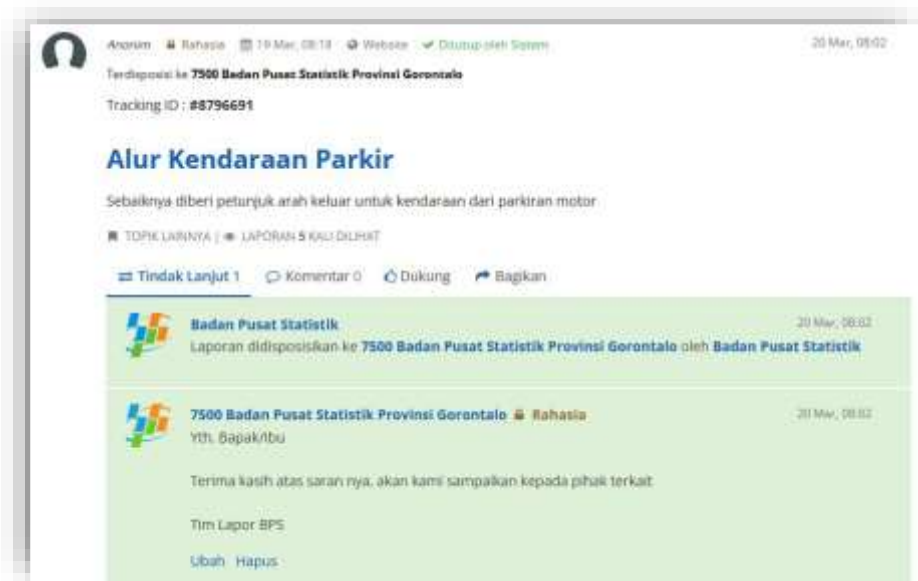 Anonim Rahasia 19 Mar, 08:18 Website Ditutup oleh Sistem 20 Mar, 08:02
Terdisposisi ke 7500 Badan Pusat Statistik Provinsi Gorontalo
Tracking ID : #8796691
Alur Kendaraan Parkir
Sebaiknya diberi petunjuk arah keluar untuk kendaraan dari parkiran motor
TOPIK LAINNYA | LAPORAN 5 KALI DILIHAT
Tindak Lanjut 1 Komentar 0 Dukung Bagikan
Badan Pusat Statistik 20 Mar, 08:02
Laporan didisposisikan ke 7500 Badan Pusat Statistik Provinsi Gorontalo oleh Badan Pusat Statistik
7500 Badan Pusat Statistik Provinsi Gorontalo Rahasia 20 Mar, 08:02
Yth. Bapak/Ibu
Terima kasih atas saran nya, akan kami sampaikan kepada pihak terkait
Tim Lapor BPS
Ubah Hapus